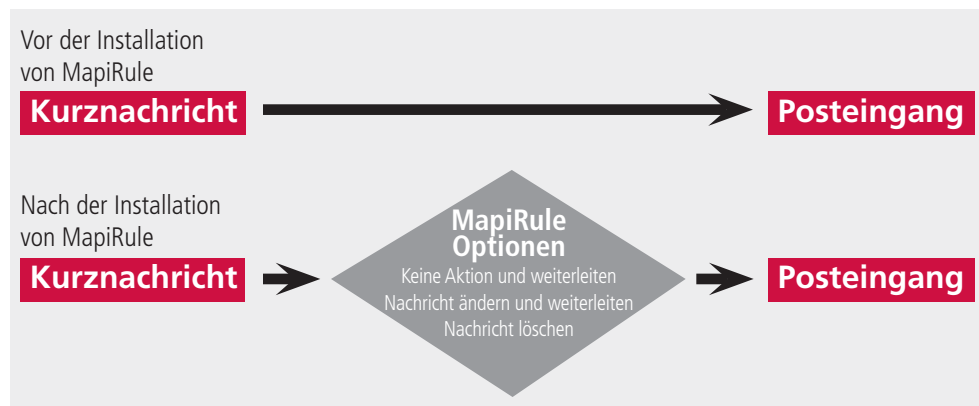 Vor der Installation
von MapiRule
Kurznachricht
Posteingang
Nach der Installation
von MapiRule
Kurznachricht
MapiRule
Optionen
Keine Aktion und weiterleiten
Nachricht ändern und weiterleiten
Nachricht löschen
Posteingang